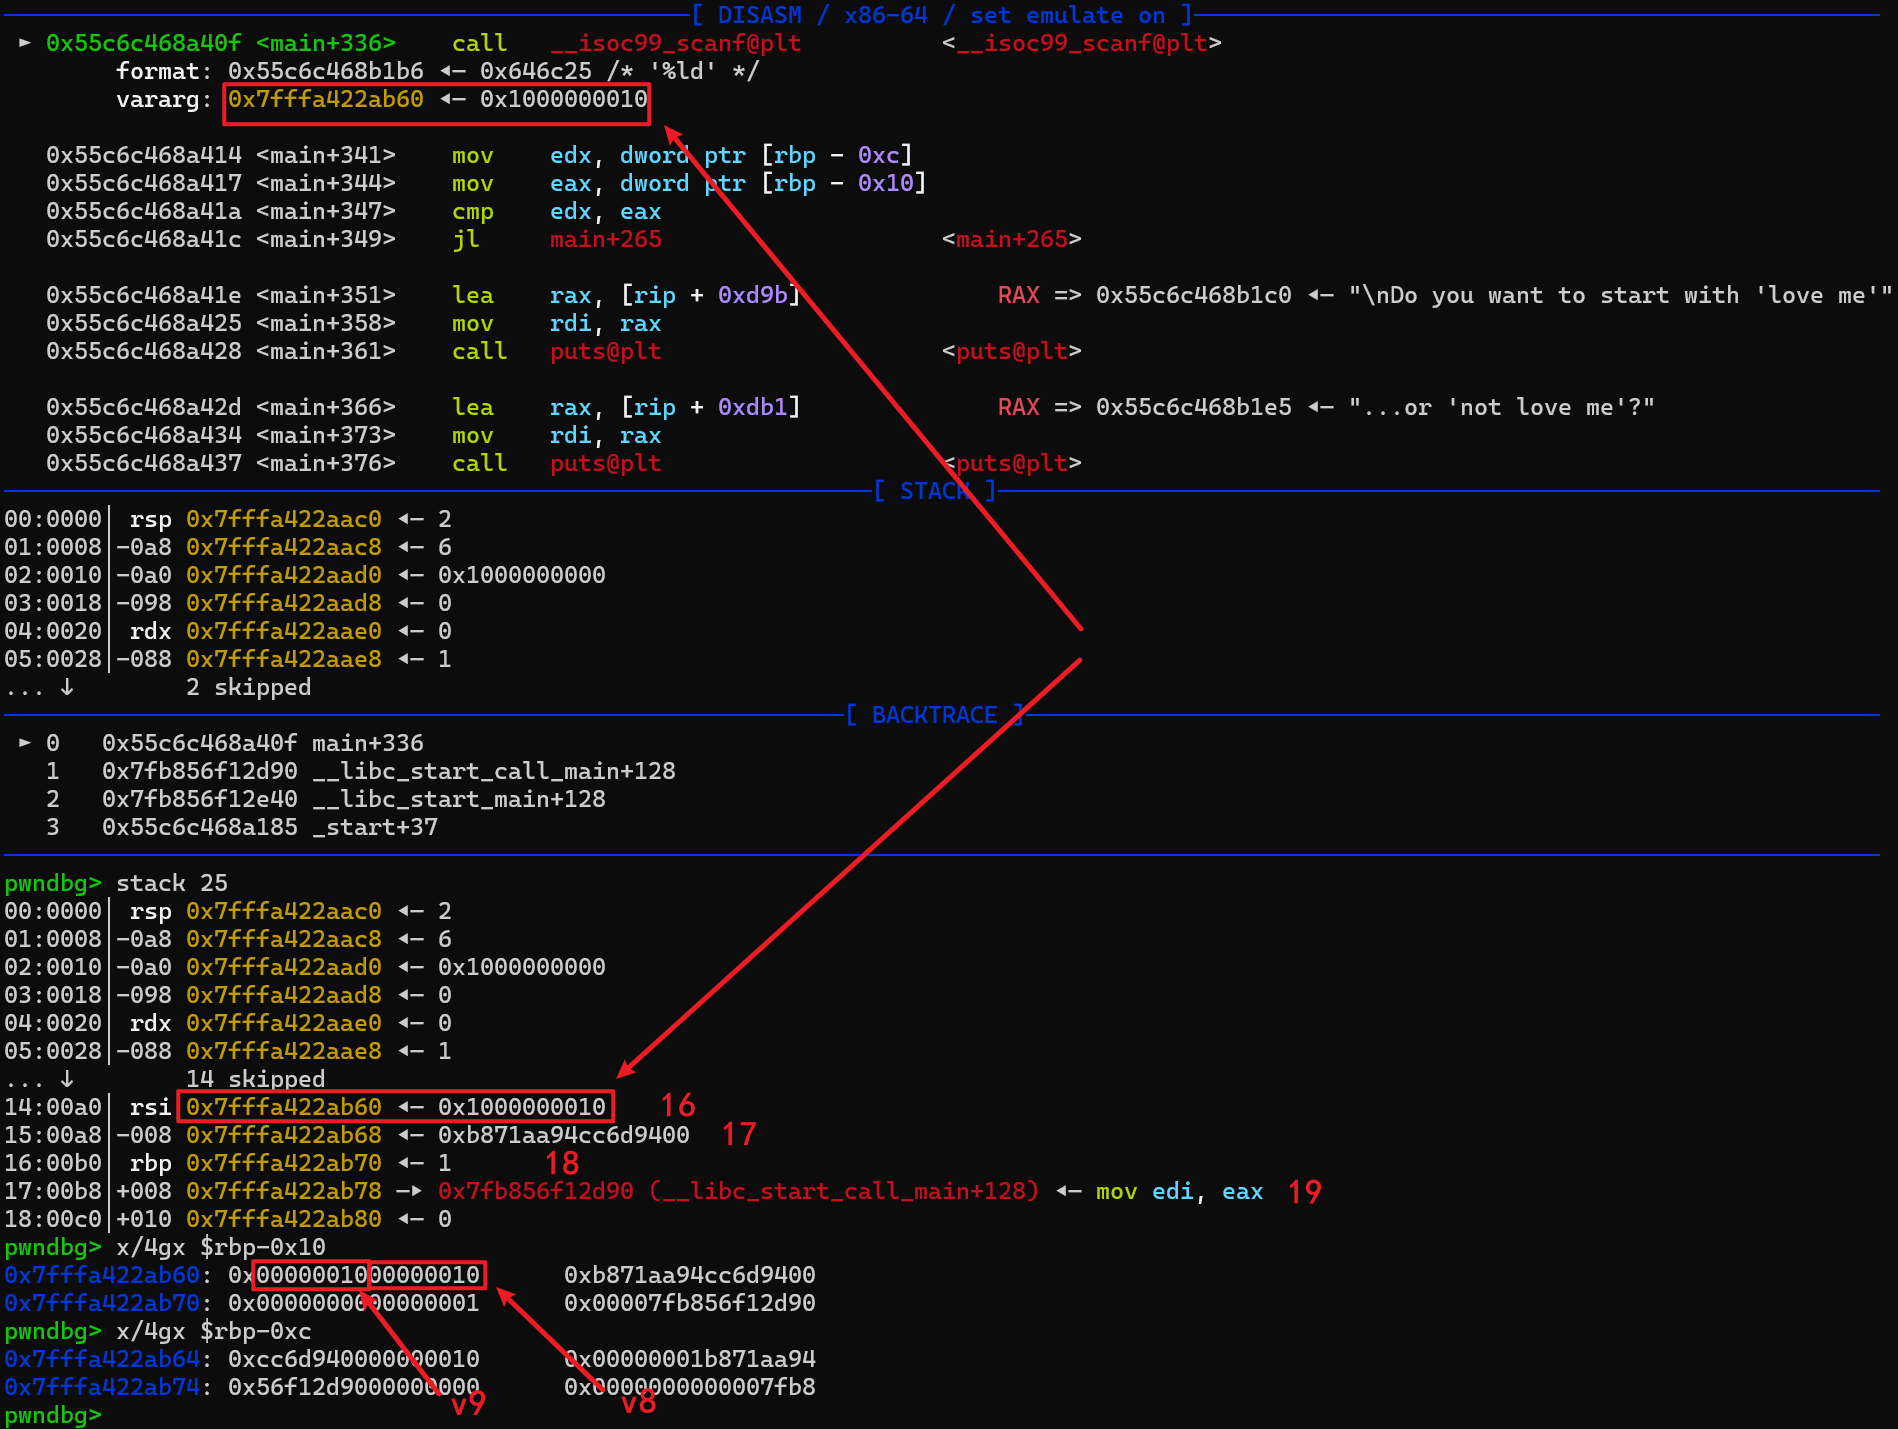 [ DISASM / x86-64 / set emulate on ]
► 0x55c6c468a40f <main+336>    call   __isoc99_scanf@plt          <__isoc99_scanf@plt>
format: 0x55c6c468b1b6 ◂— 0x646c25 /* '%ld' */
vararg: 0x7fffa422ab60 ◂— 0x1000000010
0x55c6c468a414 <main+341>    mov    edx, dword ptr [rbp - 0xc]
0x55c6c468a417 <main+344>    mov    eax, dword ptr [rbp - 0x10]
0x55c6c468a41a <main+347>    cmp    edx, eax
0x55c6c468a41c <main+349>    jl     main+265                    <main+265>
0x55c6c468a41e <main+351>    lea    rax, [rip + 0xd9b]              RAX => 0x55c6c468b1c0 ◂— "\nDo you want to start with 'love me'"
0x55c6c468a425 <main+358>    mov    rdi, rax
0x55c6c468a428 <main+361>    call   puts@plt                    <puts@plt>
0x55c6c468a42d <main+366>    lea    rax, [rip + 0xdb1]              RAX => 0x55c6c468b1e5 ◂— "...or 'not love me'?"
0x55c6c468a434 <main+373>    mov    rdi, rax
0x55c6c468a437 <main+376>    call   puts@plt                    <puts@plt>
[ STACK ]
00:0000│ rsp 0x7fffa422aac0 ◂— 2
01:0008│-0a8 0x7fffa422aac8 ◂— 6
02:0010│-0a0 0x7fffa422aad0 ◂— 0x1000000000
03:0018│-098 0x7fffa422aad8 ◂— 0
04:0020│ rdx 0x7fffa422aae0 ◂— 0
05:0028│-088 0x7fffa422aae8 ◂— 1
... ↓        2 skipped
[ BACKTRACE ]
► 0   0x55c6c468a40f main+336
1   0x7fb856f12d90 __libc_start_call_main+128
2   0x7fb856f12e40 __libc_start_main+128
3   0x55c6c468a185 _start+37
pwndbg> stack 25
00:0000│ rsp 0x7fffa422aac0 ◂— 2
01:0008│-0a8 0x7fffa422aac8 ◂— 6
02:0010│-0a0 0x7fffa422aad0 ◂— 0x1000000000
03:0018│-098 0x7fffa422aad8 ◂— 0
04:0020│ rdx 0x7fffa422aae0 ◂— 0
05:0028│-088 0x7fffa422aae8 ◂— 1
... ↓        14 skipped
14:00a0│ rsi 0x7fffa422ab60 ◂— 0x1000000010    16
15:00a8│-008 0x7fffa422ab68 ◂— 0xb871aa94cc6d9400  17
16:00b0│ rbp 0x7fffa422ab70 ◂— 1       18
17:00b8│+008 0x7fffa422ab78 —▸ 0x7fb856f12d90 (__libc_start_call_main+128) ◂— mov edi, eax  19
18:00c0│+010 0x7fffa422ab80 ◂— 0
pwndbg> x/4gx $rbp-0x10
0x7fffa422ab60: 0x0000001000000010      0xb871aa94cc6d9400
0x7fffa422ab70: 0x0000000000000001      0x00007fb856f12d90
pwndbg> x/4gx $rbp-0xc
0x7fffa422ab64: 0xcc6d940000000010      0x00000001b871aa94
0x7fffa422ab74: 0x56f12d9000000000      0x0000000000007fb8
v9 v8
pwndbg>